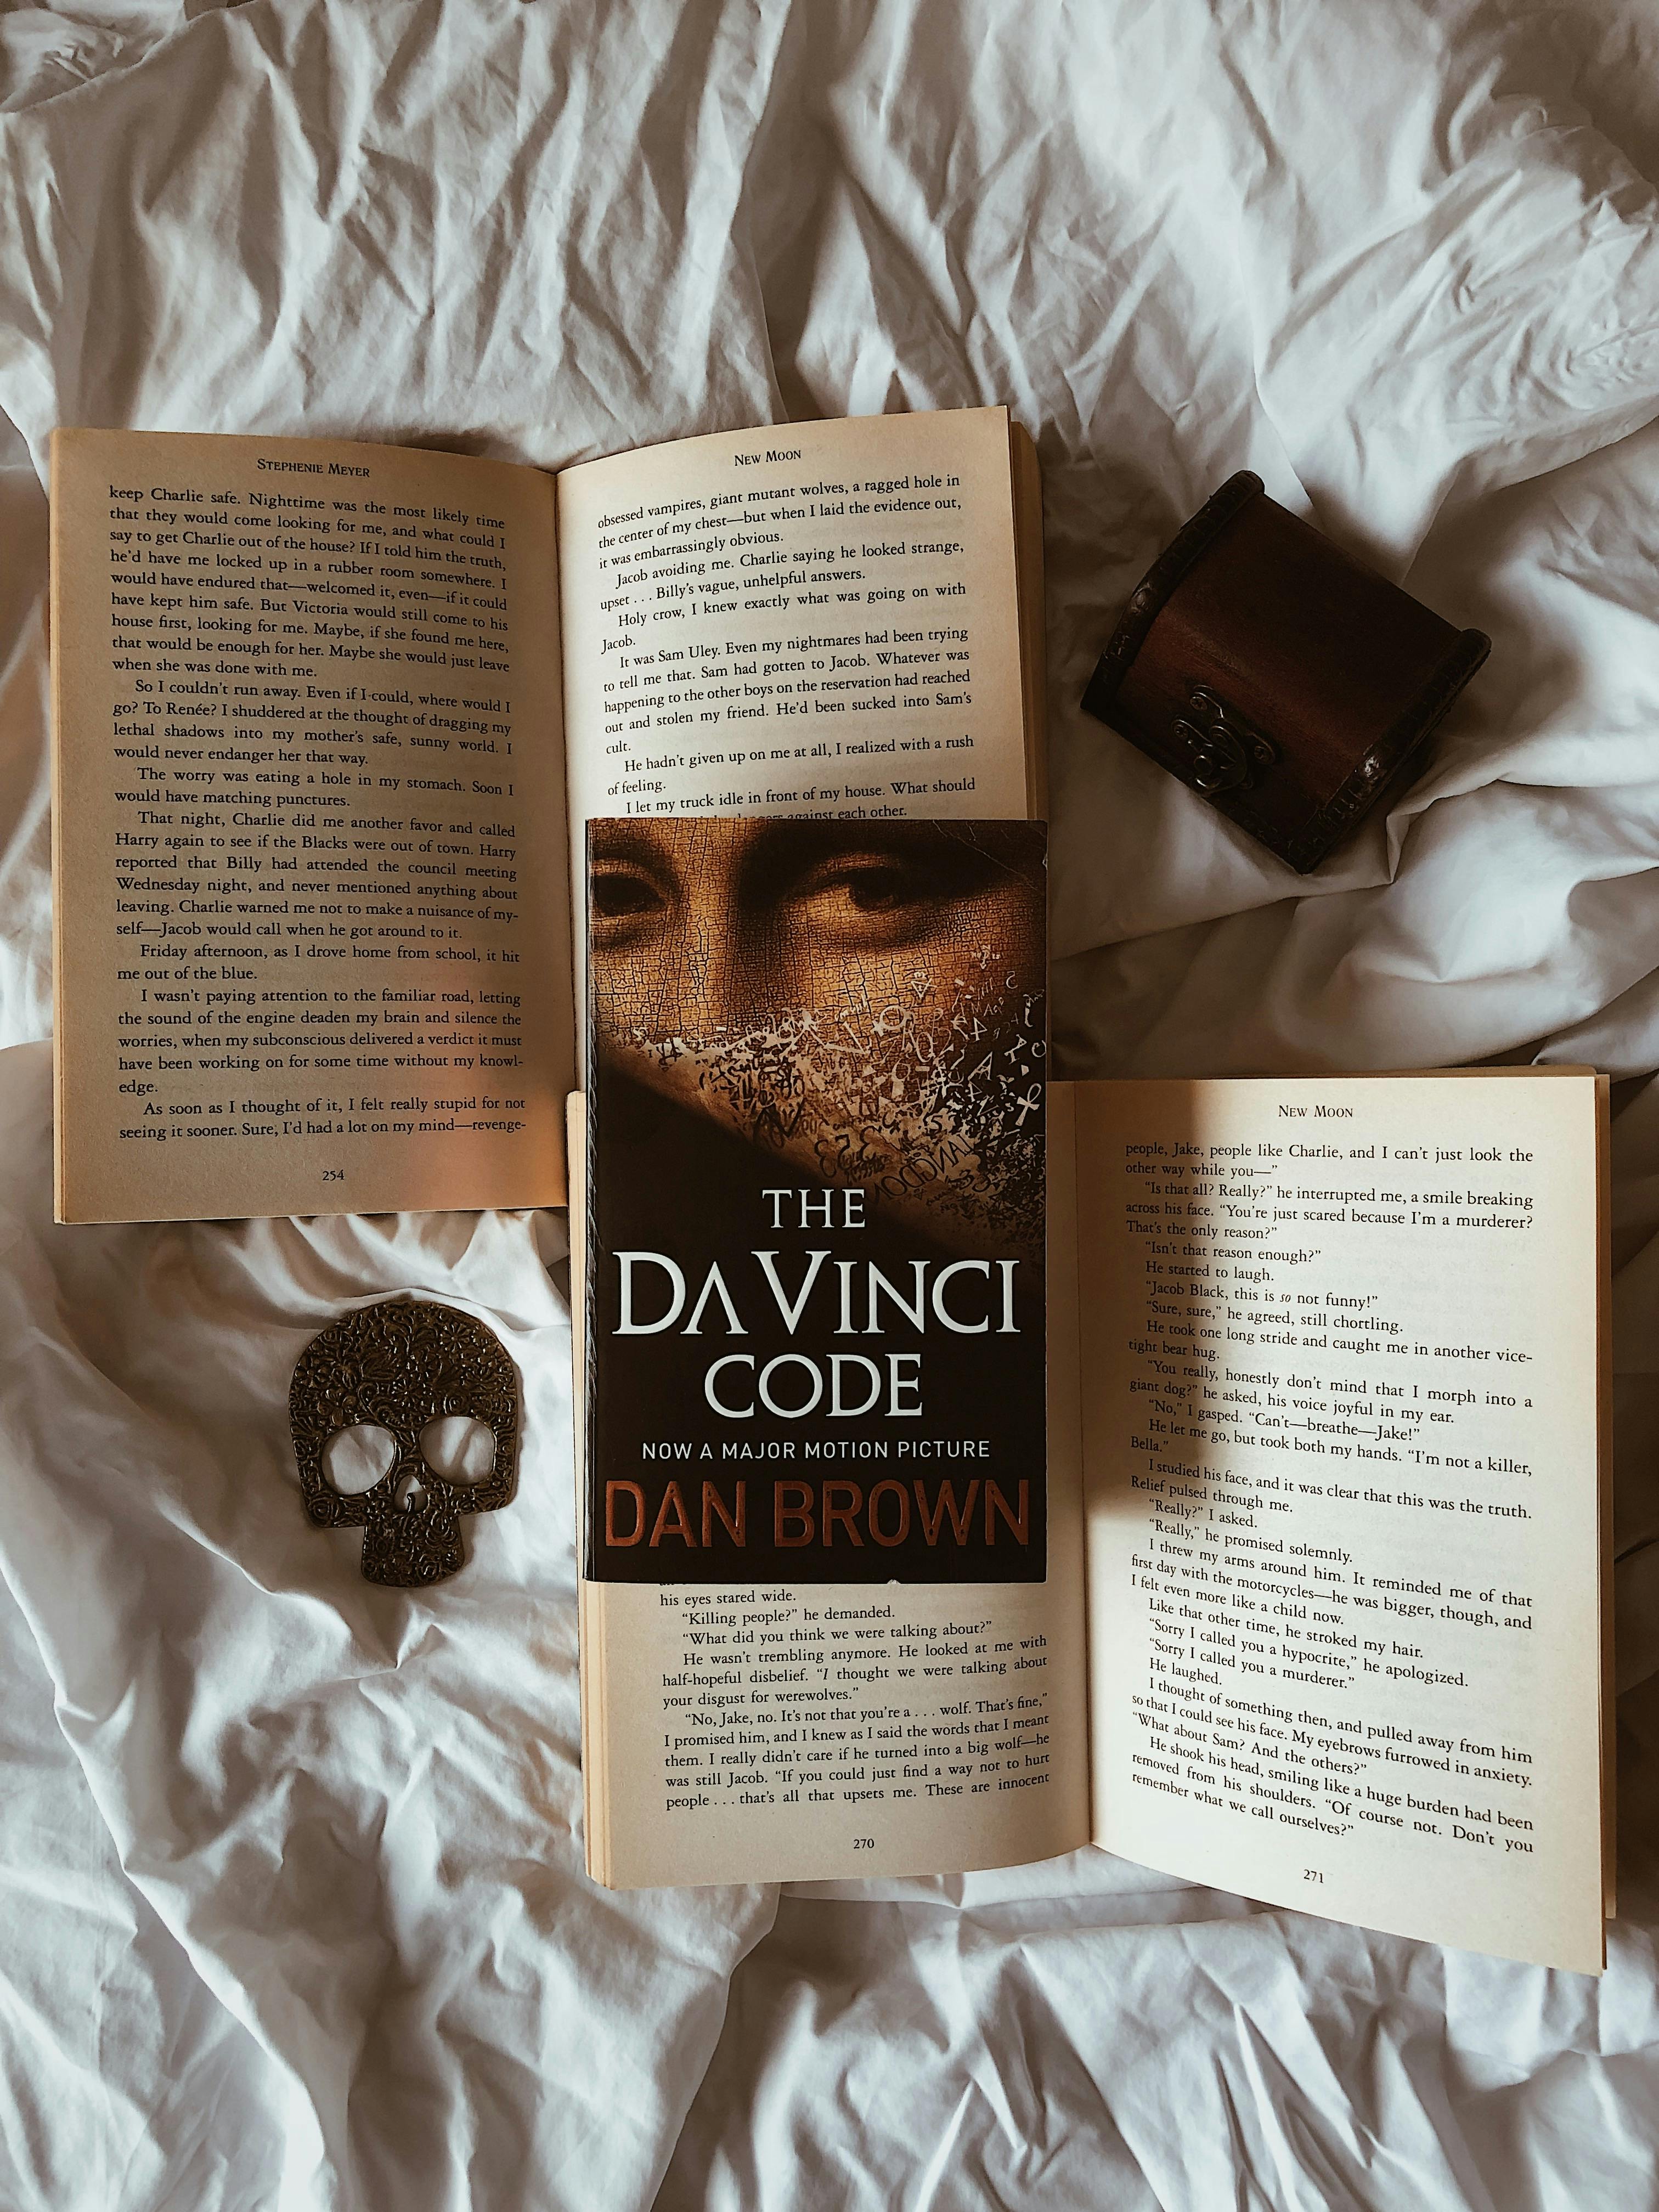 STEPHENIE MEYER
keep Charlie safe. Nighttime was the most likely time
that they would come looking for me, and what could I
say to get Charlie out of the house? If I told him the truth,
he'd have me locked up in a rubber room somewhere. I
would have endured that—welcomed it, even—if it could
have kept him safe. But Victoria would still come to his
house first, looking for me. Maybe, if she found me here,
that would be enough for her. Maybe she would just leave
when she was done with me.
So I couldn't run away. Even if I could, where would I
go? To Renée? I shuddered at the thought of dragging my
lethal shadows into my mother's safe, sunny world. I
would never endanger her that way.
The worry was eating a hole in my stomach. Soon I
would have matching punctures.
That night, Charlie did me another favor and called
Harry again to see if the Blacks were out of town. Harry
reported that Billy had attended the council meeting
Wednesday night, and never mentioned anything about
leaving. Charlie warned me not to make a nuisance of my-
self—Jacob would call when he got around to it.
Friday afternoon, as I drove home from school, it hit
me out of the blue.
I wasn't paying attention to the familiar road, letting
the sound of the engine deaden my brain and silence the
worries, when my subconscious delivered a verdict it must
have been working on for some time without my knowl-
edge.
As soon as I thought of it, I felt really stupid for not
seeing it sooner. Sure, I'd had a lot on my mind—revenge-
254
NEW MOON
obsessed vampires, giant mutant wolves, a ragged hole in
the center of my chest—but when I laid the evidence out,
it was embarrassingly obvious.
Jacob avoiding me. Charlie saying he looked strange,
upset . . . Billy's vague, unhelpful answers.
Holy crow, I knew exactly what was going on with
Jacob.
It was Sam Uley. Even my nightmares had been trying
to tell me that. Sam had gotten to Jacob. Whatever was
happening to the other boys on the reservation had reached
out and stolen my friend. He'd been sucked into Sam's
cult.
He hadn't given up on me at all, I realized with a rush
of feeling.
I let my truck idle in front of my house. What should
against each other.
THE
DA VINCI
CODE
NOW A MAJOR MOTION PICTURE
DAN BROWN
his eyes stared wide.
"Killing people?" he demanded.
"What did you think we were talking about?"
He wasn't trembling anymore. He looked at me with
half-hopeful disbelief. "I thought we were talking about
your disgust for werewolves."
"No, Jake, no. It's not that you're a . . . wolf. That's fine,"
I promised him, and I knew as I said the words that I meant
them. I really didn't care if he turned into a big wolf—he
was still Jacob. "If you could just find a way not to hurt
people . . . that's all that upsets me. These are innocent
270
NEW MOON
people, Jake, people like Charlie, and I can't just look the
other way while you—"
"Is that all? Really?" he interrupted me, a smile breaking
across his face. "You're just scared because I'm a murderer?
That's the only reason?"
"Isn't that reason enough?"
He started to laugh.
"Jacob Black, this is so not funny!"
"Sure, sure," he agreed, still chortling.
He took one long stride and caught me in another vice-
tight bear hug.
"You really, honestly don't mind that I morph into a
giant dog?" he asked, his voice joyful in my ear.
"No," I gasped. "Can't—breathe—Jake!"
He let me go, but took both my hands. "I'm not a killer,
Bella."
I studied his face, and it was clear that this was the truth.
Relief pulsed through me.
"Really?" I asked.
"Really," he promised solemnly.
I threw my arms around him. It reminded me of that
first day with the motorcycles—he was bigger, though, and
I felt even more like a child now.
Like that other time, he stroked my hair.
"Sorry I called you a hypocrite," he apologized.
"Sorry I called you a murderer."
He laughed.
I thought of something then, and pulled away from him
so that I could see his face. My eyebrows furrowed in anxiety.
"What about Sam? And the others?"
He shook his head, smiling like a huge burden had been
removed from his shoulders. "Of course not. Don't you
remember what we call ourselves?"
271